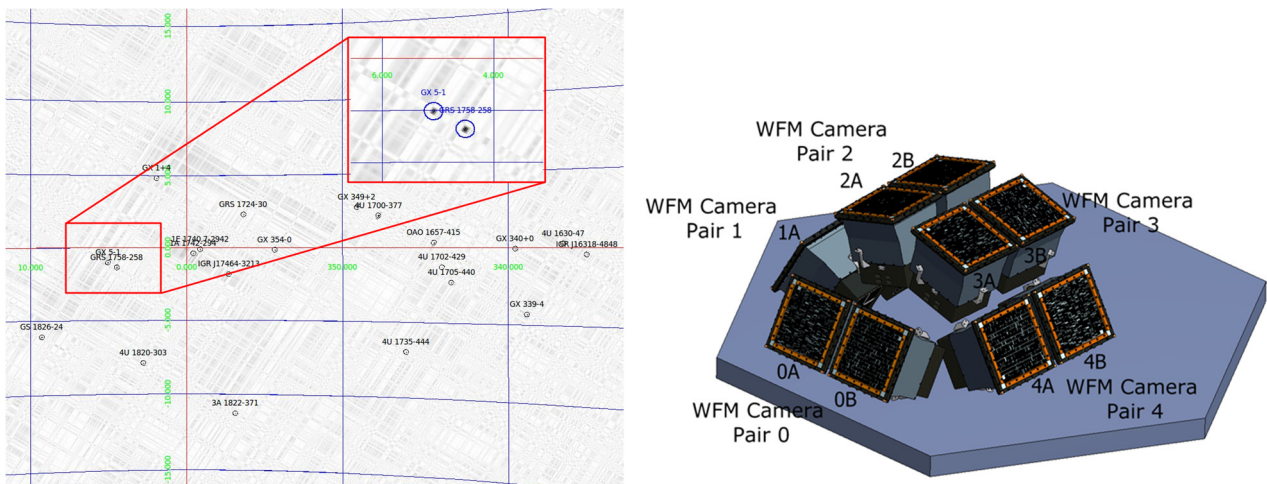 15.000
10.000
5.000
0.000
-5.000
-10.000
-15.000
10.000
0.000
350.000
340.000
6.000
4.000
GX 5-1
GRS 1758-258
GX 1+4
GRS 1724-30
GX 349+2
4U 1700-377
1E 1740.7-2942
1A 1742-294
GX 354-0
OAO 1657-415
GX 340+0
4U 1630-47
IGR J16318-4848
GX 5-1
GRS 1758-258
IGR J17464-3213
4U 1702-429
4U 1705-440
GX 339-4
GS 1826-24
4U 1820-303
4U 1735-444
3A 1822-371
WFM Camera
Pair 2
2B
2A
WFM Camera
Pair 1
1A
WFM Camera
Pair 3
3B
3A
0A
0B
4B
4A
WFM Camera
Pair 0
WFM Camera
Pair 4